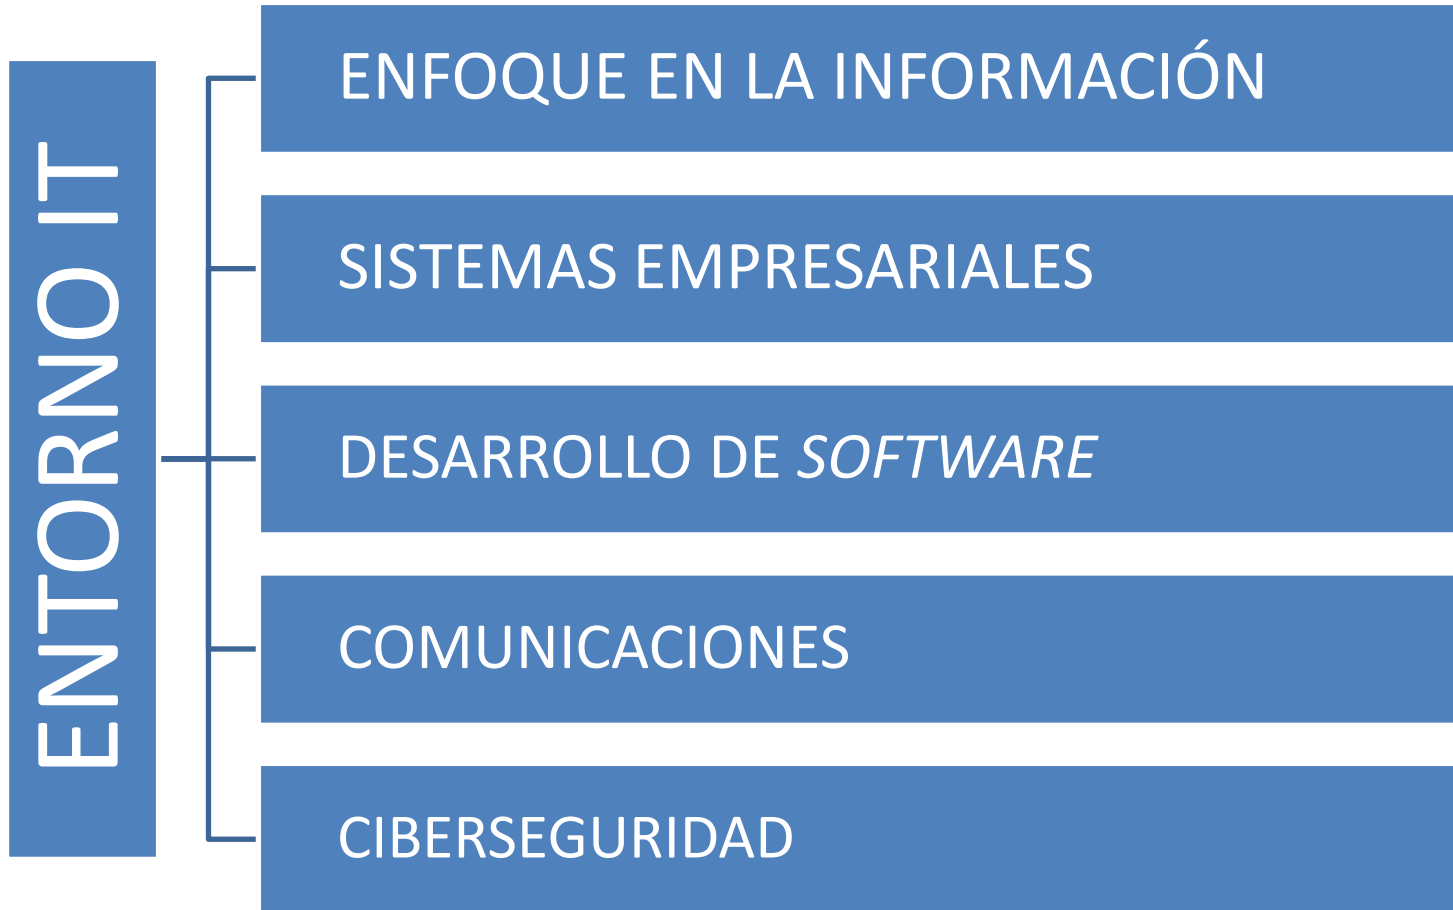 ENTORNO IT
ENFOQUE EN LA INFORMACIÓN
SISTEMAS EMPRESARIALES
DESARROLLO DE SOFTWARE
COMUNICACIONES
CIBERSEGURIDAD